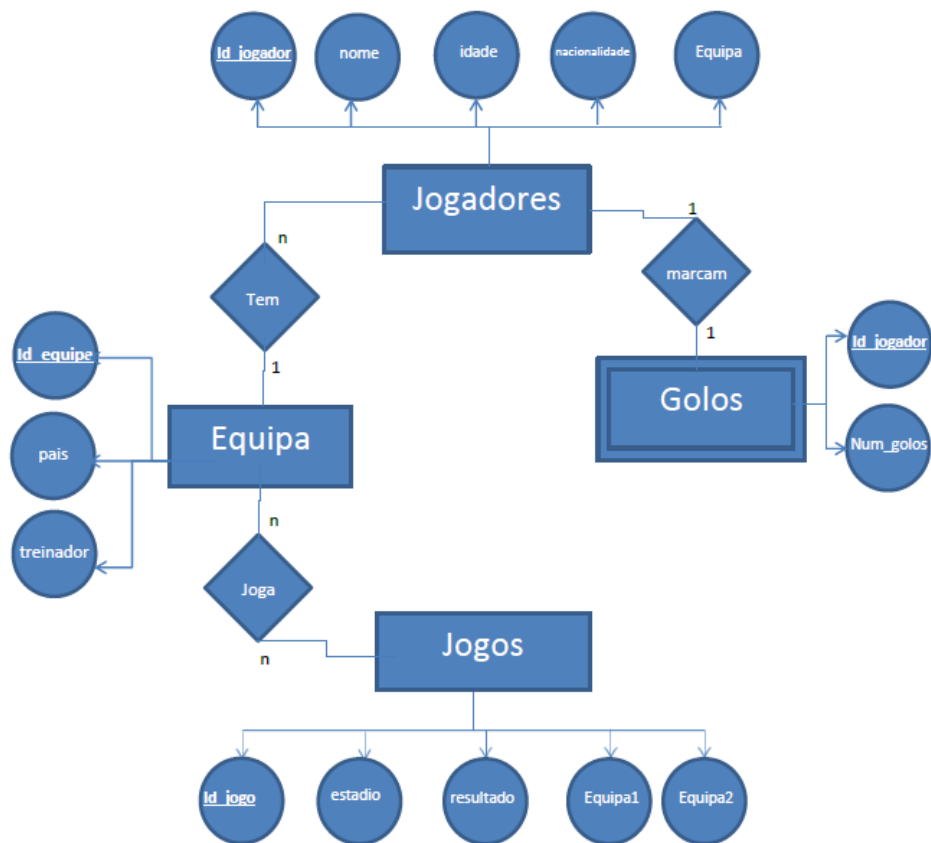 Id_jogador
nome
idade
nacionalidade
Equipa
Jogadores
n
1
Tem
marcam
1
1
Id_equipa
Id_jogador
Golos
Equipa
pais
Num_golos
n
treinador
Joga
n
Jogos
Id_jogo
estadio
resultado
Equipa1
Equipa2